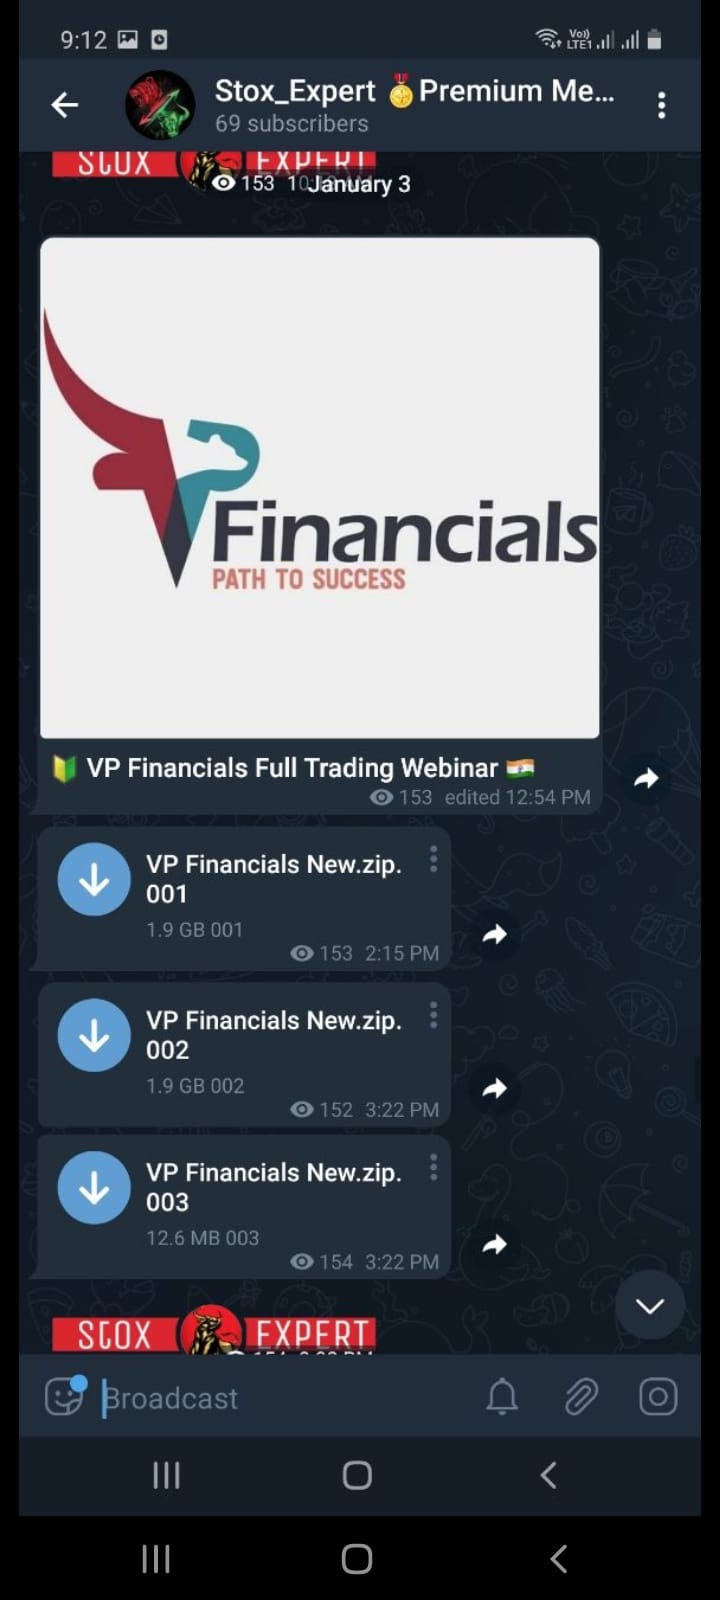 9:12
Vo)) LTE1
Stox_Expert 🏅Premium Me...
69 subscribers
STOX EXPERT
153
January 3
Financials
PATH TO SUCCESS
🔰 VP Financials Full Trading Webinar 🇮🇳
153 edited 12:54 PM
VP Financials New.zip.
001
1.9 GB 001
153 2:15 PM
VP Financials New.zip.
002
1.9 GB 002
152 3:22 PM
VP Financials New.zip.
003
12.6 MB 003
154 3:22 PM
STOX EXPERT
Broadcast